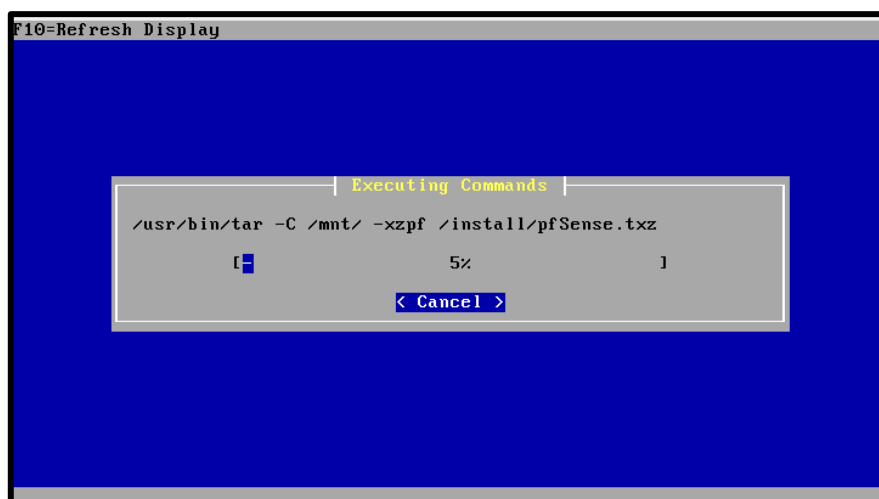 F10=Refresh Display
Executing Commands
/usr/bin/tar -C /mnt/ -xzpf /install/pfSense.txz
[- 5% ]
< Cancel >